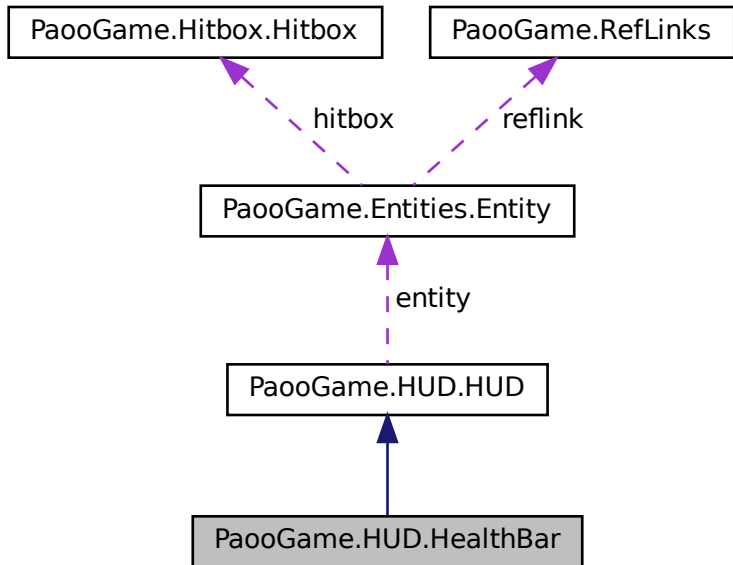 PaooGame.Hitbox.Hitbox
PaooGame.RefLinks
hitbox
reflink
PaooGame.Entities.Entity
entity
PaooGame.HUD.HUD
PaooGame.HUD.HealthBar